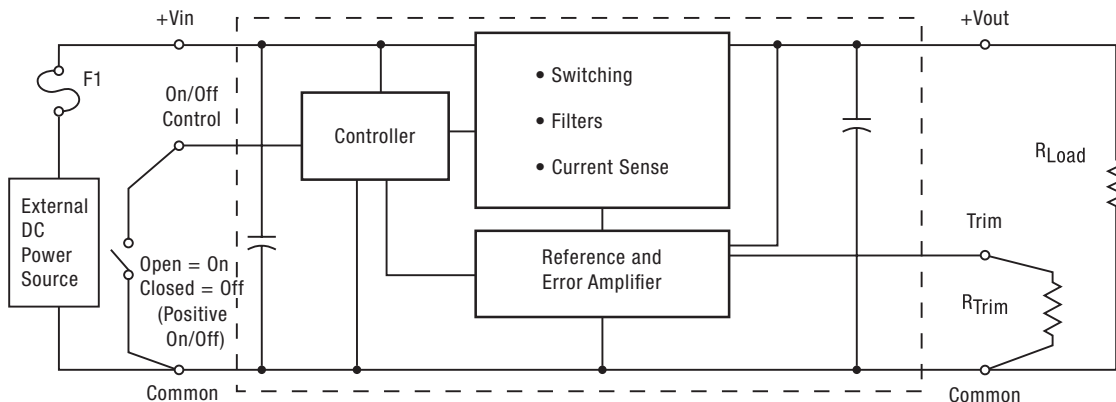 +Vin
+Vout
F1
On/Off
Control
Controller
• Switching
• Filters
• Current Sense
RLoad
External
DC
Power
Source
Open = On
Closed = Off
(Positive
On/Off)
Reference and
Error Amplifier
Trim
RTrim
Common
Common